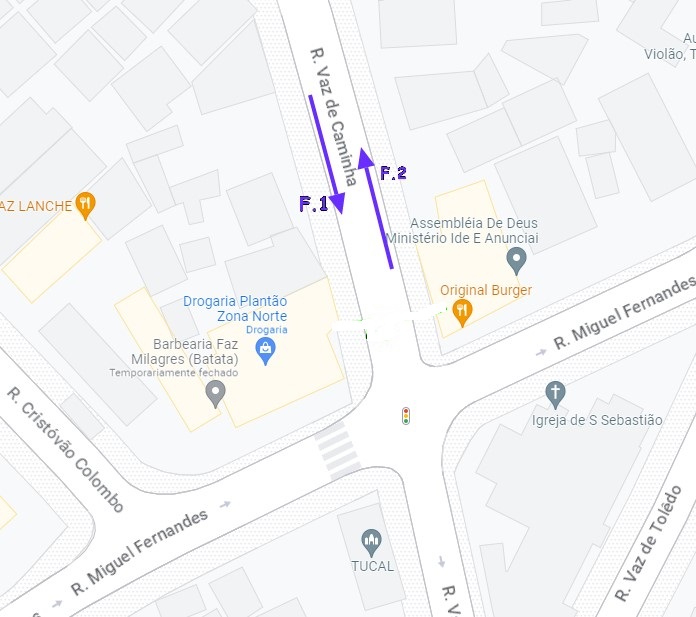 R. Vaz de Caminha
F.1
F.2
AZ LANCHE
Assembléia De Deus
Ministério Ide E Anunciai
Original Burger
Drogaria Plantão
Zona Norte
Drogaria
Barbearia Faz
Milagres (Batata)
Temporariamente fechado
Violão, T
R. Miguel Fernandes
Igreja de S Sebastião
R. Cristóvão Colombo
R. Miguel Fernandes
TUCAL
R. V
R. Vaz de Tolêdo